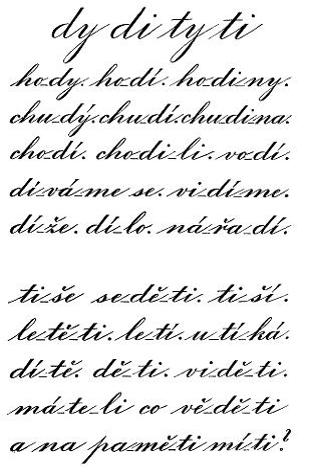 dy di ty ti
ho-dy. ho-dí. ho-di-ny.
chu-dý. chu-dí. chu-di-na.
cho-dí. cho-di-li. vo-dí.
dí-vá-me se. vi-dí-me.
dí-že. dí-lo. ná-řa-dí.
ti-še se-dě-ti. ti-ší.
le-tě-ti. le-tí. u-tí-ká.
dí-tě. dě-ti. vi-dě-ti.
má-te-li co vě-dě-ti
a na pa-mě-ti mí-ti?